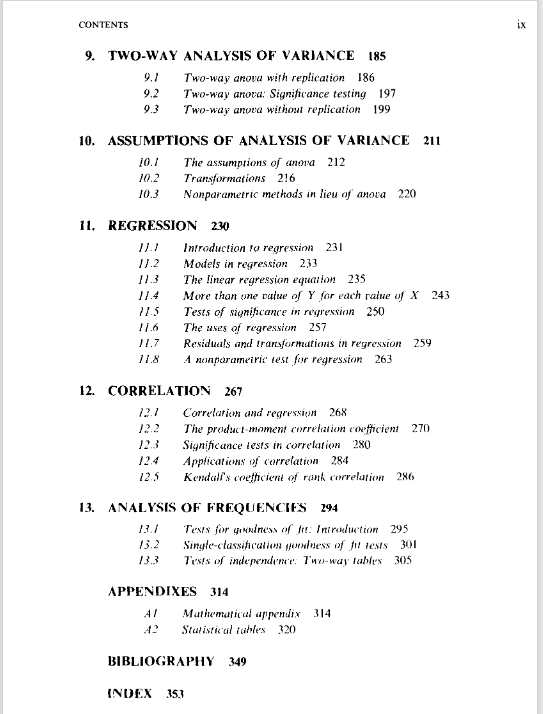 CONTENTS ix
9. TWO-WAY ANALYSIS OF VARIANCE 185
9.1 Two-way anova with replication 186
9.2 Two-way anova: Significance testing 197
9.3 Two-way anova without replication 199
10. ASSUMPTIONS OF ANALYSIS OF VARIANCE 211
10.1 The assumptions of anova 212
10.2 Transformations 216
10.3 Nonparametric methods in lieu of anova 220
11. REGRESSION 230
11.1 Introduction to regression 231
11.2 Models in regression 233
11.3 The linear regression equation 235
11.4 More than one value of Y for each value of X 243
11.5 Tests of significance in regression 250
11.6 The uses of regression 257
11.7 Residuals and transformations in regression 259
11.8 A nonparametric test for regression 263
12. CORRELATION 267
12.1 Correlation and regression 268
12.2 The product-moment correlation coefficient 270
12.3 Significance tests in correlation 280
12.4 Applications of correlation 284
12.5 Kendall's coefficient of rank correlation 286
13. ANALYSIS OF FREQUENCIES 294
13.1 Tests for goodness of fit: Introduction 295
13.2 Single-classification goodness of fit tests 301
13.3 Tests of independence: Two-way tables 305
APPENDIXES 314
A1 Mathematical appendix 314
A2 Statistical tables 320
BIBLIOGRAPHY 349
INDEX 353